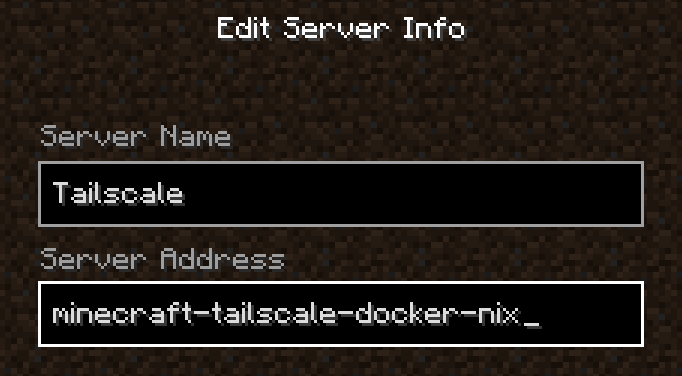 Edit Server Info
Server Name
Tailscale
Server Address
minecraft-tailscale-docker-nix_